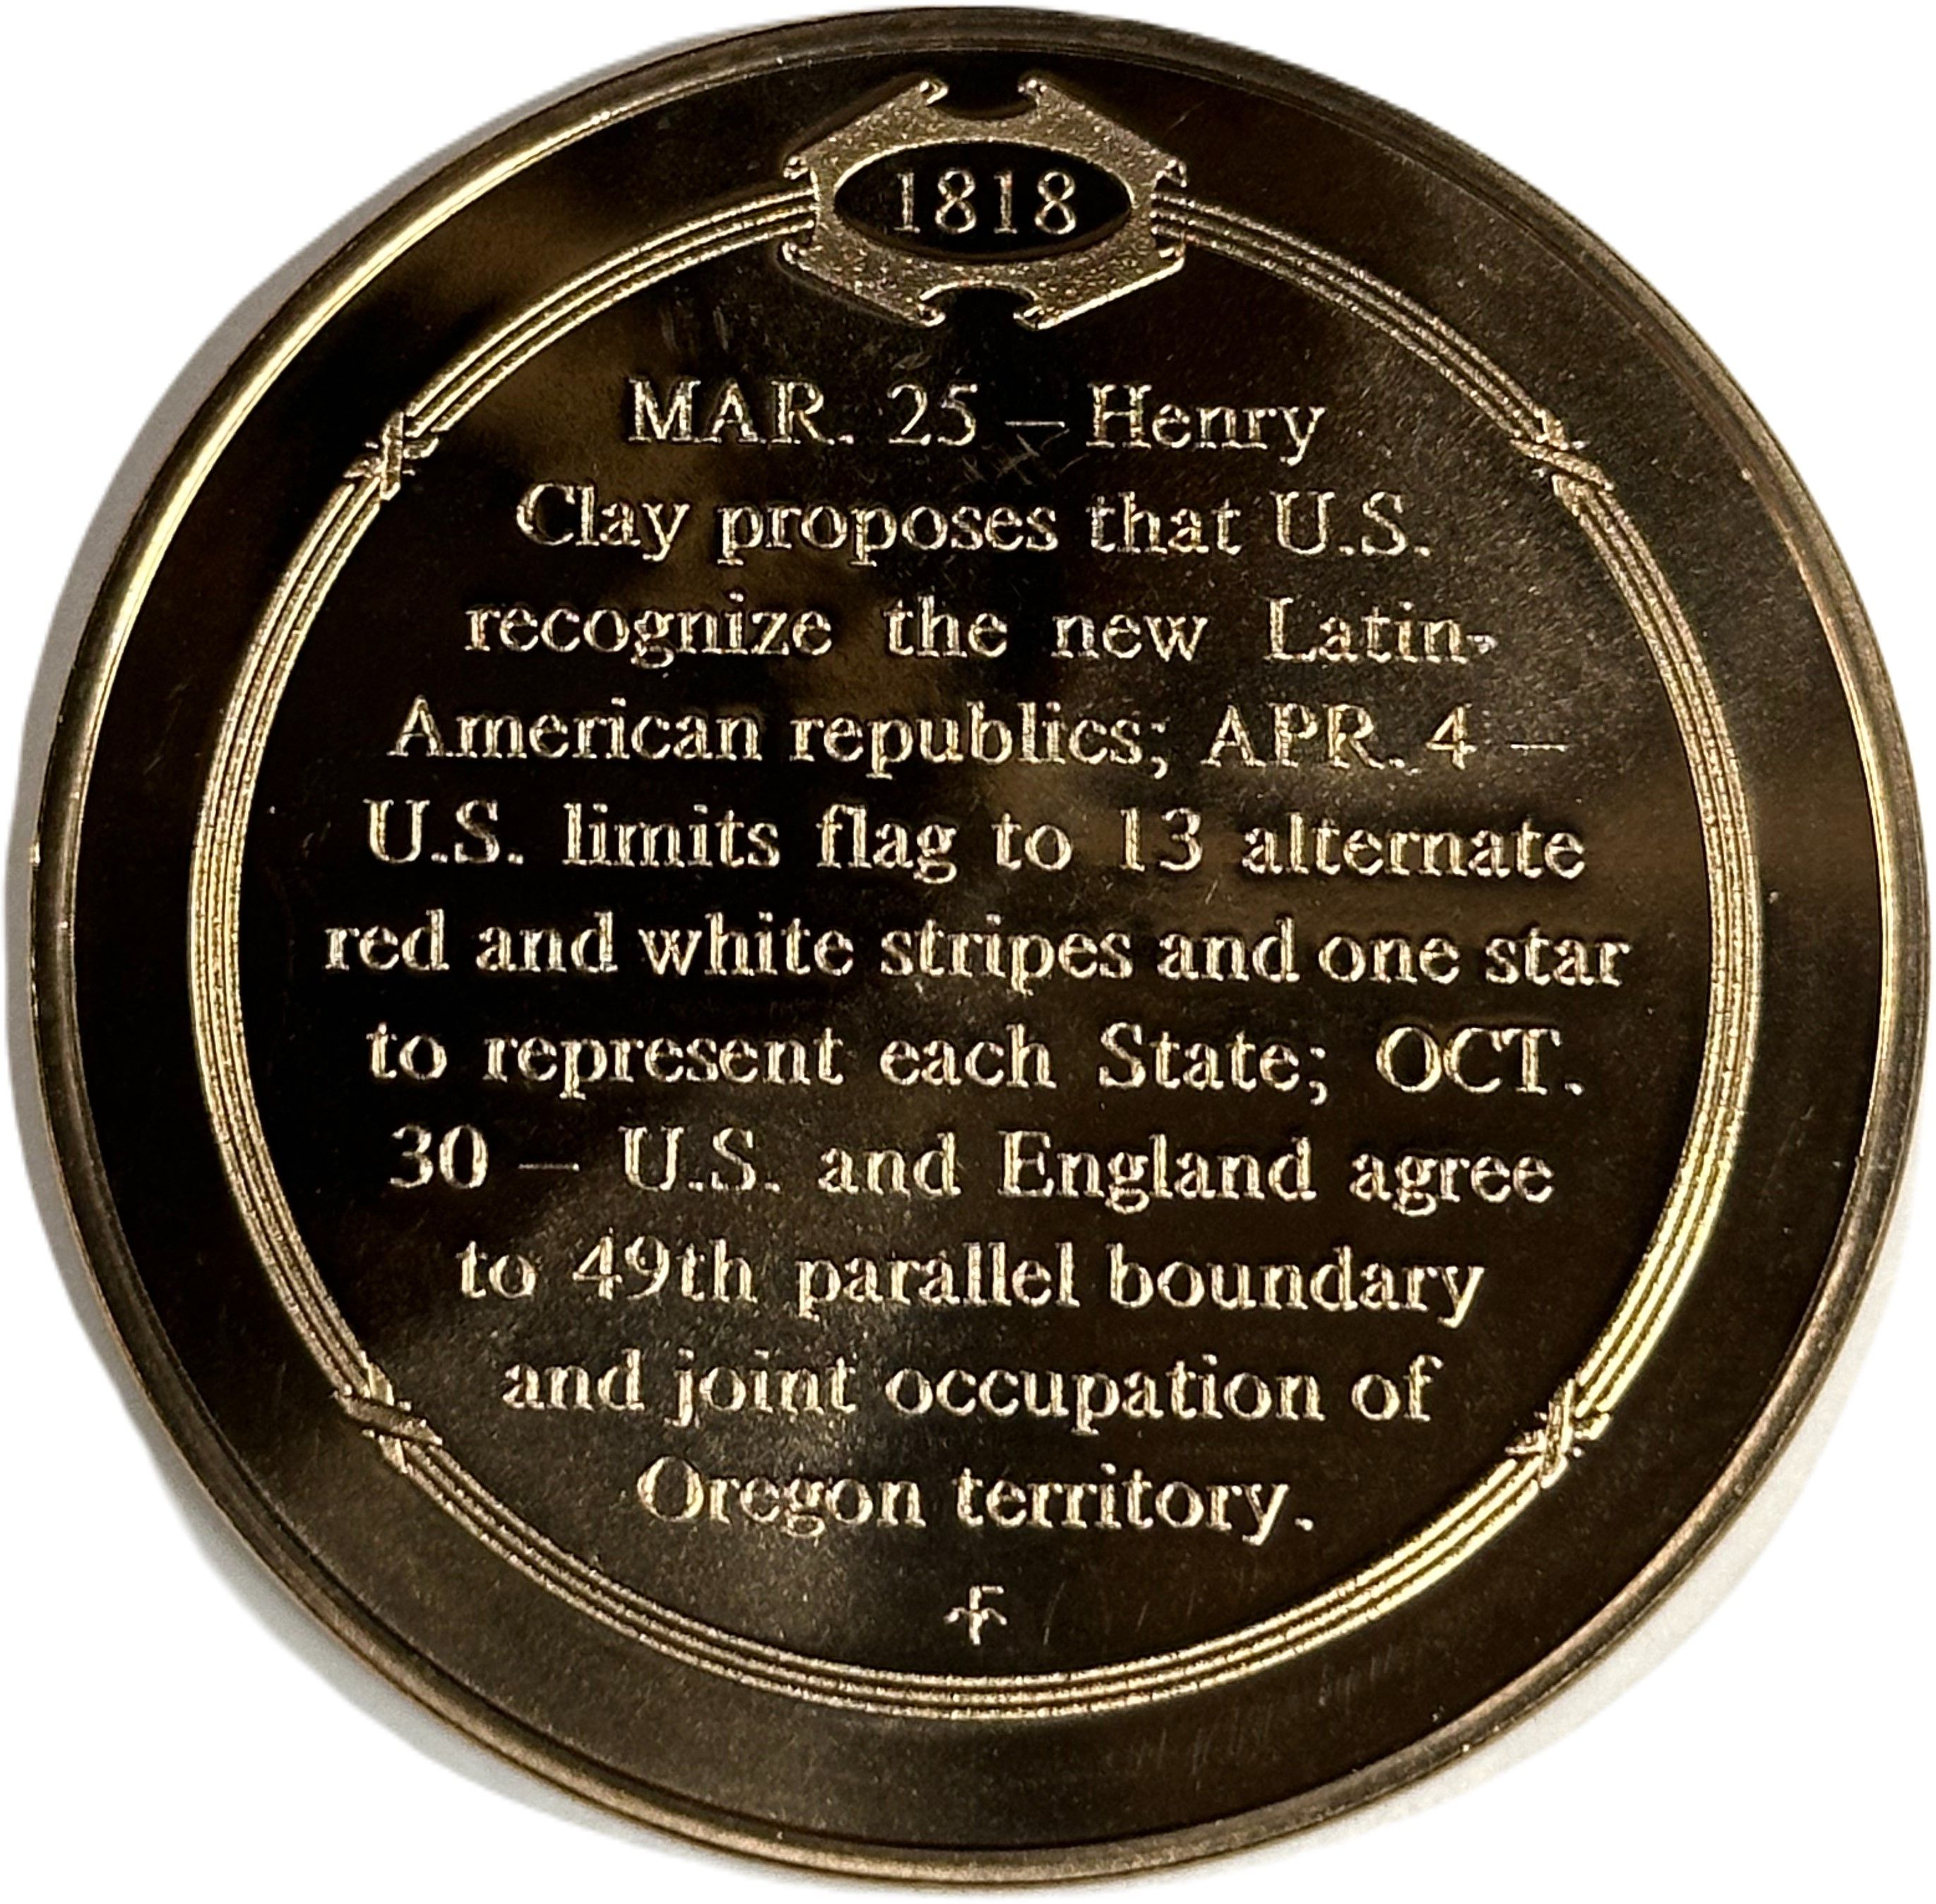 1818
MAR. 25 – Henry
Clay proposes that U.S.
recognize the new Latin-
American republics; APR. 4 –
U.S. limits flag to 13 alternate
red and white stripes and one star
to represent each State; OCT.
30 – U.S. and England agree
to 49th parallel boundary
and joint occupation of
Oregon territory.